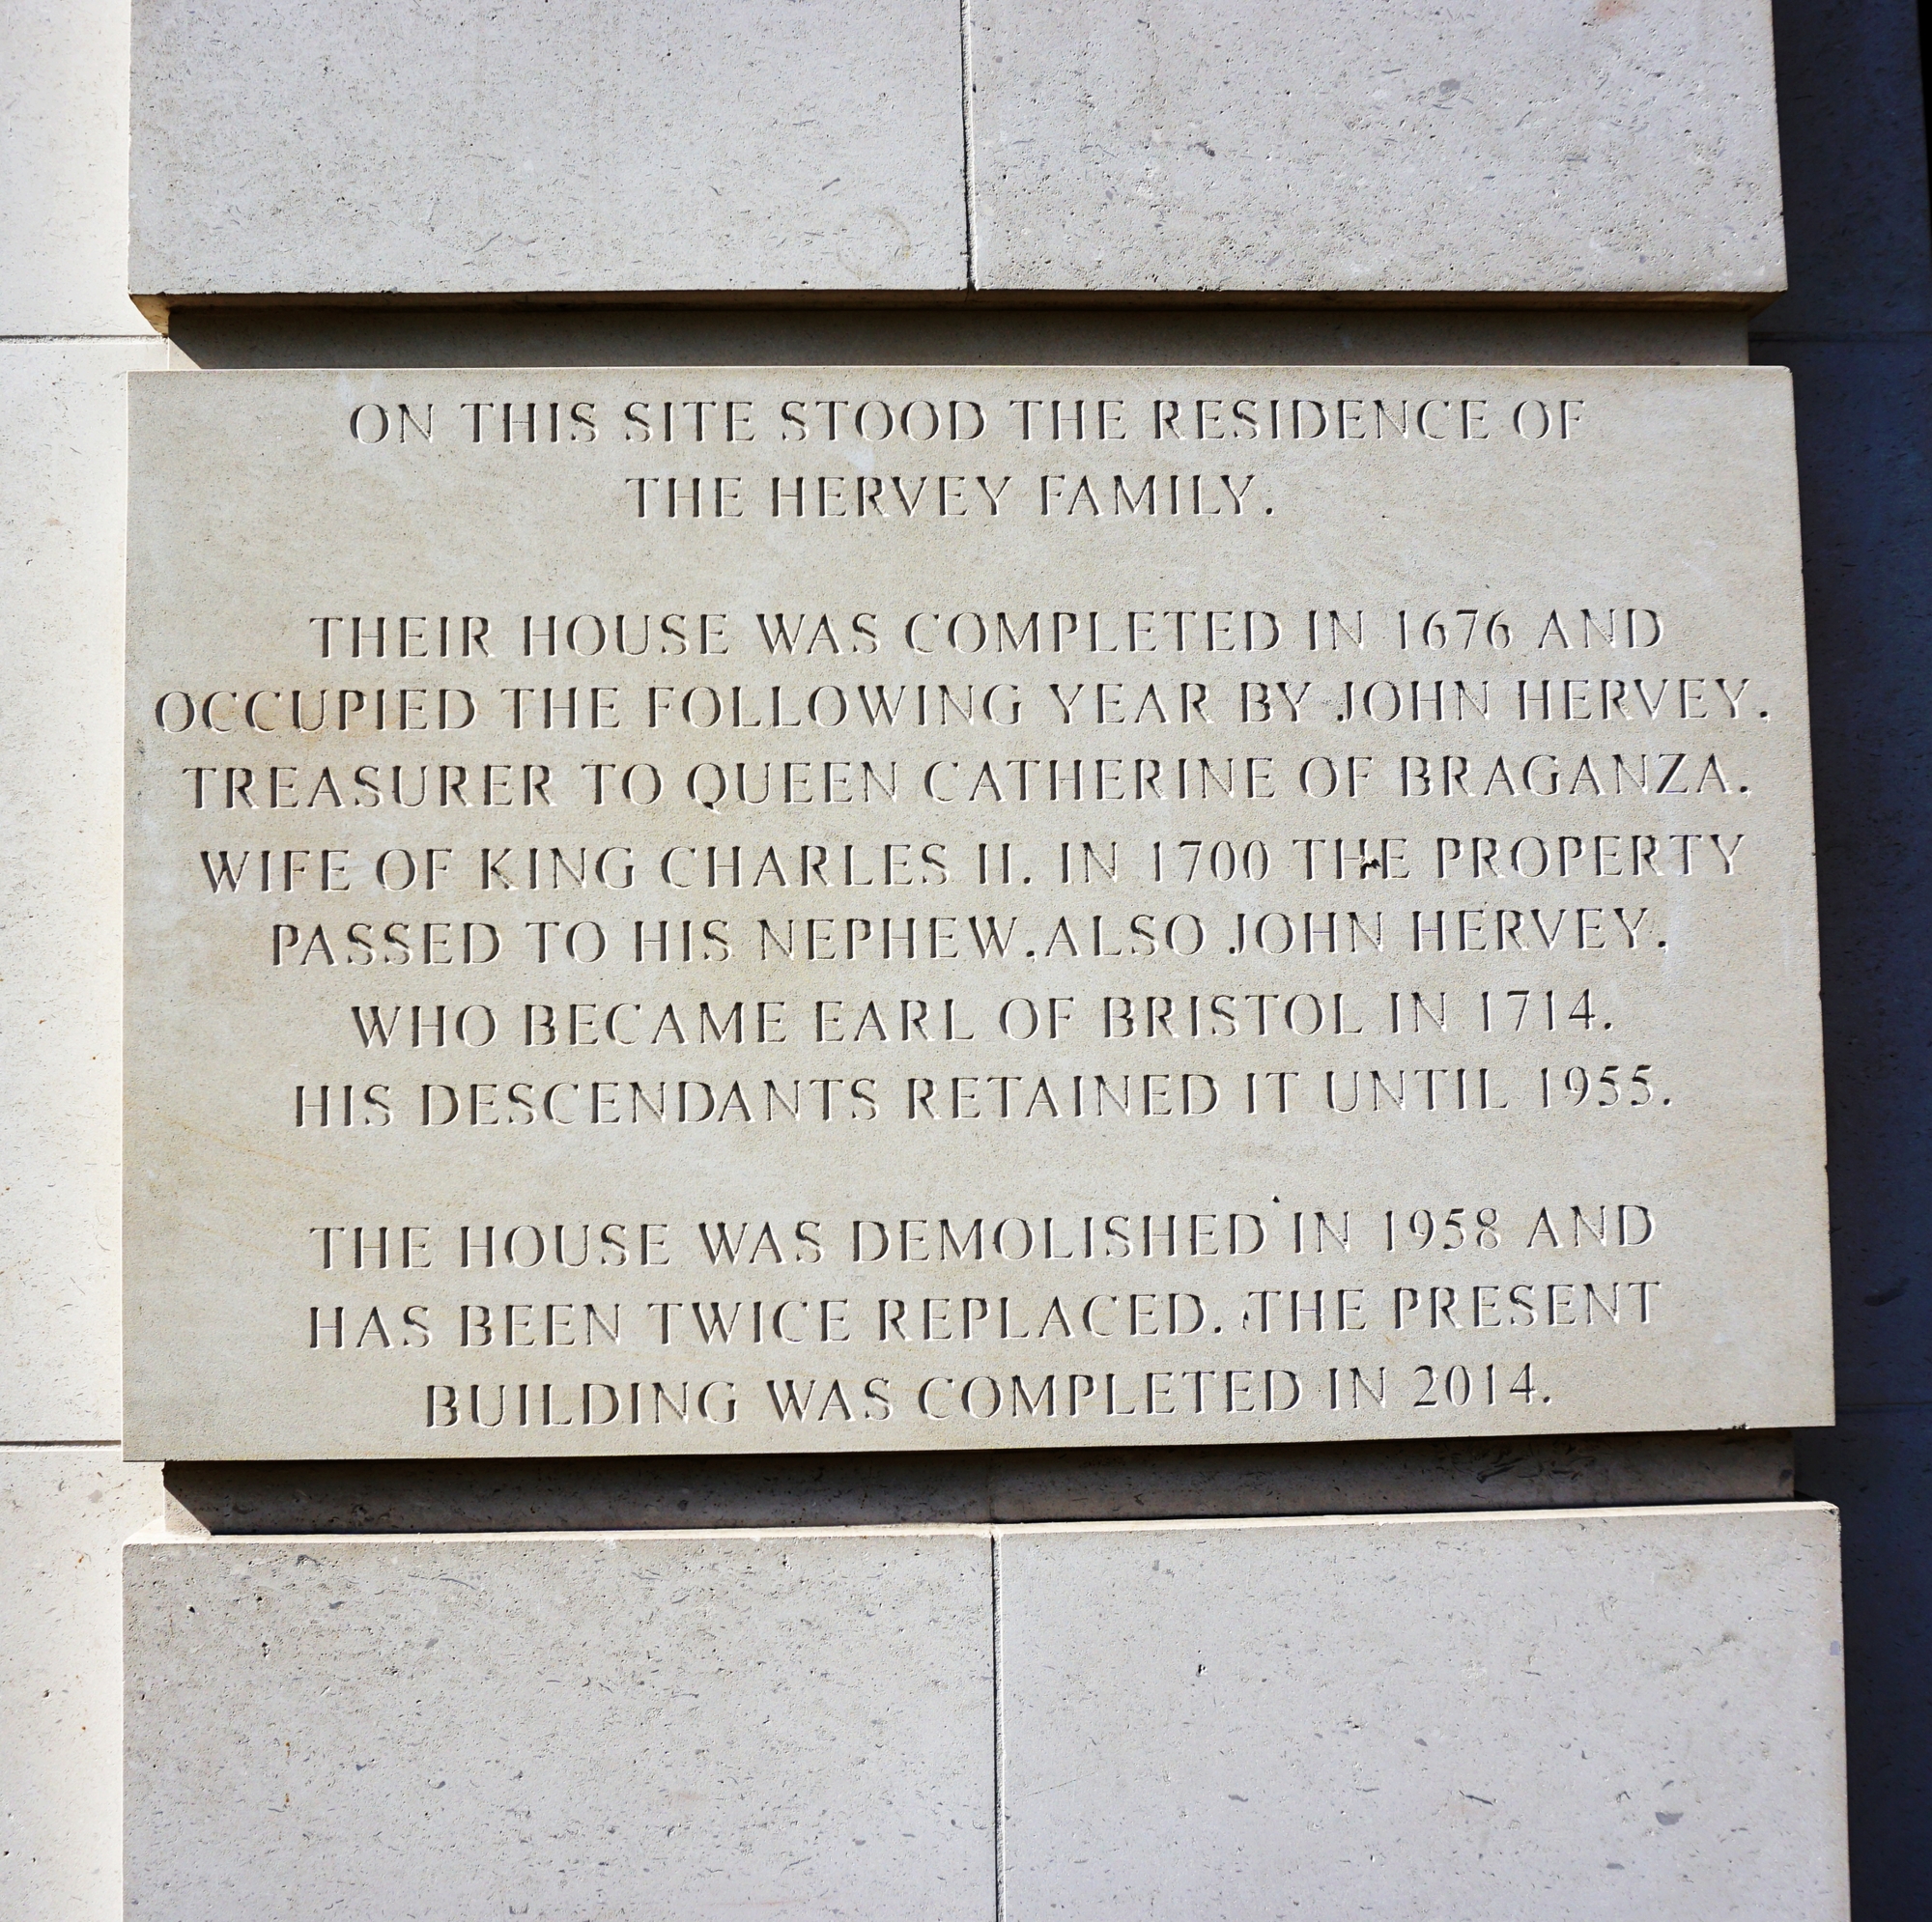 ON THIS SITE STOOD THE RESIDENCE OF
THE HERVEY FAMILY.
THEIR HOUSE WAS COMPLETED IN 1676 AND
OCCUPIED THE FOLLOWING YEAR BY JOHN HERVEY.
TREASURER TO QUEEN CATHERINE OF BRAGANZA.
WIFE OF KING CHARLES II. IN 1700 THE PROPERTY
PASSED TO HIS NEPHEW. ALSO JOHN HERVEY.
WHO BECAME EARL OF BRISTOL IN 1714.
HIS DESCENDANTS RETAINED IT UNTIL 1955.
THE HOUSE WAS DEMOLISHED IN 1958 AND
HAS BEEN TWICE REPLACED. THE PRESENT
BUILDING WAS COMPLETED IN 2014.